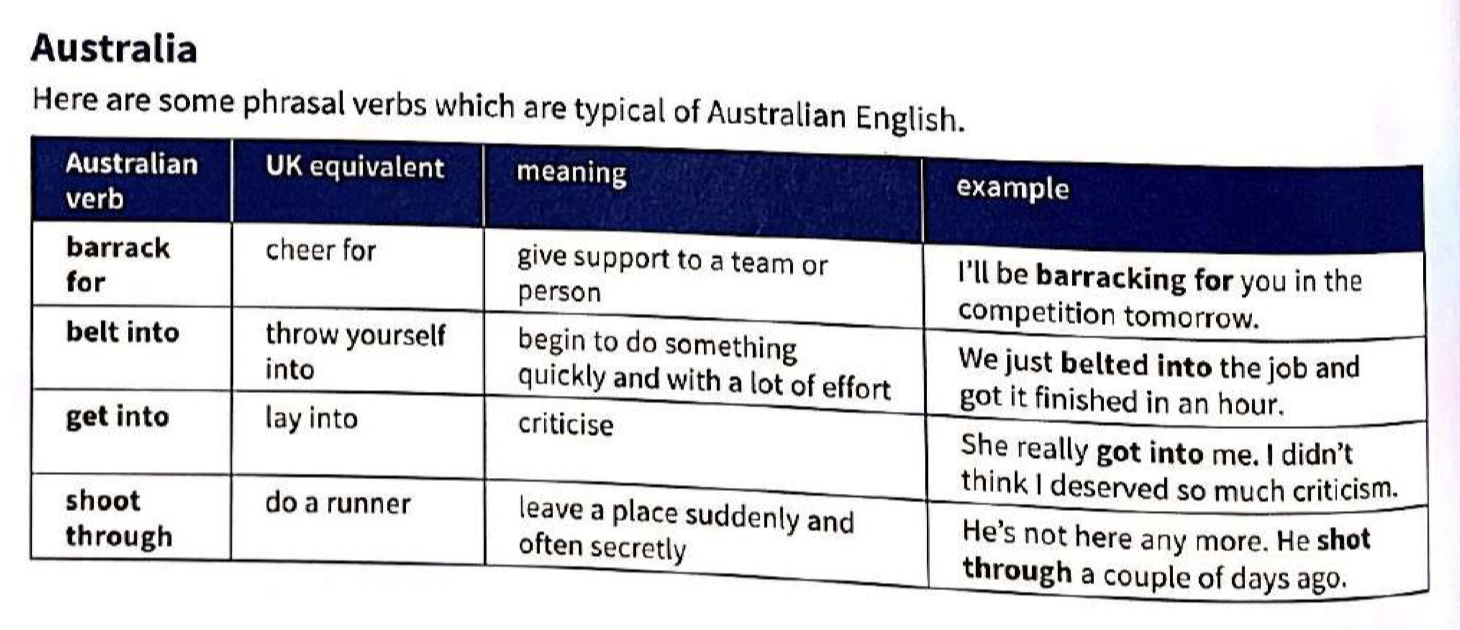 Australia
Here are some phrasal verbs which are typical of Australian English.
Australian
verb
UK equivalent
meaning
example
barrack
for
cheer for
give support to a team or
person
I'll be barracking for you in the
competition tomorrow.
belt into
throw yourself
into
begin to do something
quickly and with a lot of effort
We just belted into the job and
got it finished in an hour.
get into
lay into
criticise
She really got into me. I didn't
think I deserved so much criticism.
shoot
through
do a runner
leave a place suddenly and
often secretly
He's not here any more. He shot
through a couple of days ago.